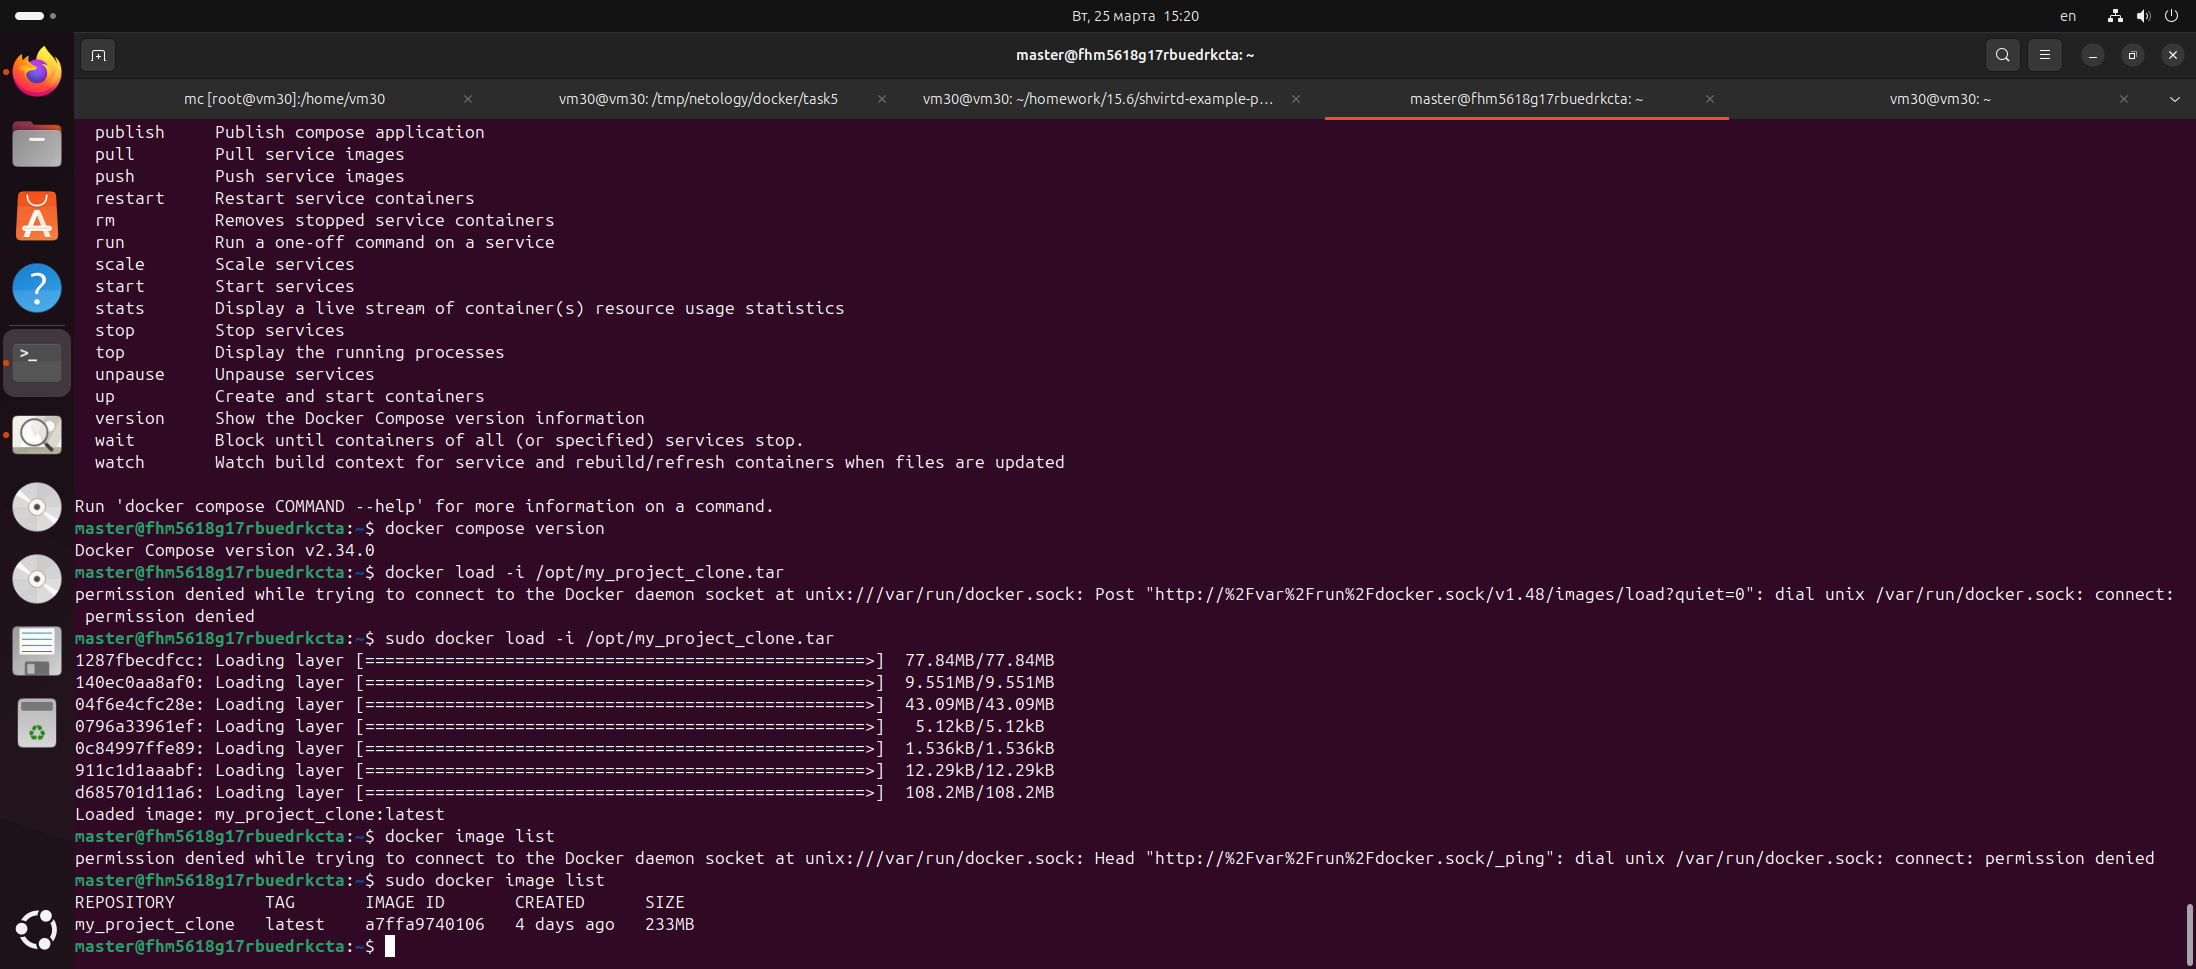 Вт, 25 марта 15:20
en
master@fhm5618g17rbuedrkcta: ~
mc [root@vm30]:/home/vm30
vm30@vm30: /tmp/netology/docker/task5
vm30@vm30: ~/homework/15.6/shvirtd-example-p…
master@fhm5618g17rbuedrkcta: ~
vm30@vm30: ~
publish     Publish compose application
pull        Pull service images
push        Push service images
restart     Restart service containers
rm          Removes stopped service containers
run         Run a one-off command on a service
scale       Scale services
start       Start services
stats       Display a live stream of container(s) resource usage statistics
stop        Stop services
top         Display the running processes
unpause     Unpause services
up          Create and start containers
version     Show the Docker Compose version information
wait        Block until containers of all (or specified) services stop.
watch       Watch build context for service and rebuild/refresh containers when files are updated
Run 'docker compose COMMAND --help' for more information on a command.
master@fhm5618g17rbuedrkcta:~$ docker compose version
Docker Compose version v2.34.0
master@fhm5618g17rbuedrkcta:~$ docker load -i /opt/my_project_clone.tar
permission denied while trying to connect to the Docker daemon socket at unix:///var/run/docker.sock: Post "http://%2Fvar%2Frun%2Fdocker.sock/v1.48/images/load?quiet=0": dial unix /var/run/docker.sock: connect:
permission denied
master@fhm5618g17rbuedrkcta:~$ sudo docker load -i /opt/my_project_clone.tar
1287fbecdfcc: Loading layer [==================================================>]  77.84MB/77.84MB
140ec0aa8af0: Loading layer [==================================================>]  9.551MB/9.551MB
04f6e4cfc28e: Loading layer [==================================================>]  43.09MB/43.09MB
0796a33961ef: Loading layer [==================================================>]   5.12kB/5.12kB
0c84997ffe89: Loading layer [==================================================>]  1.536kB/1.536kB
911c1d1aaabf: Loading layer [==================================================>]  12.29kB/12.29kB
d685701d11a6: Loading layer [==================================================>]  108.2MB/108.2MB
Loaded image: my_project_clone:latest
master@fhm5618g17rbuedrkcta:~$ docker image list
permission denied while trying to connect to the Docker daemon socket at unix:///var/run/docker.sock: Head "http://%2Fvar%2Frun%2Fdocker.sock/_ping": dial unix /var/run/docker.sock: connect: permission denied
master@fhm5618g17rbuedrkcta:~$ sudo docker image list
REPOSITORY         TAG       IMAGE ID       CREATED      SIZE
my_project_clone   latest    a7ffa9740106   4 days ago   233MB
master@fhm5618g17rbuedrkcta:~$